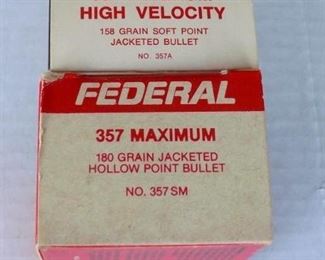 HIGH VELOCITY
158 GRAIN SOFT POINT
JACKETED BULLET
NO. 357A
FEDERAL
357 MAXIMUM
180 GRAIN JACKETED
HOLLOW POINT BULLET
NO. 357SM